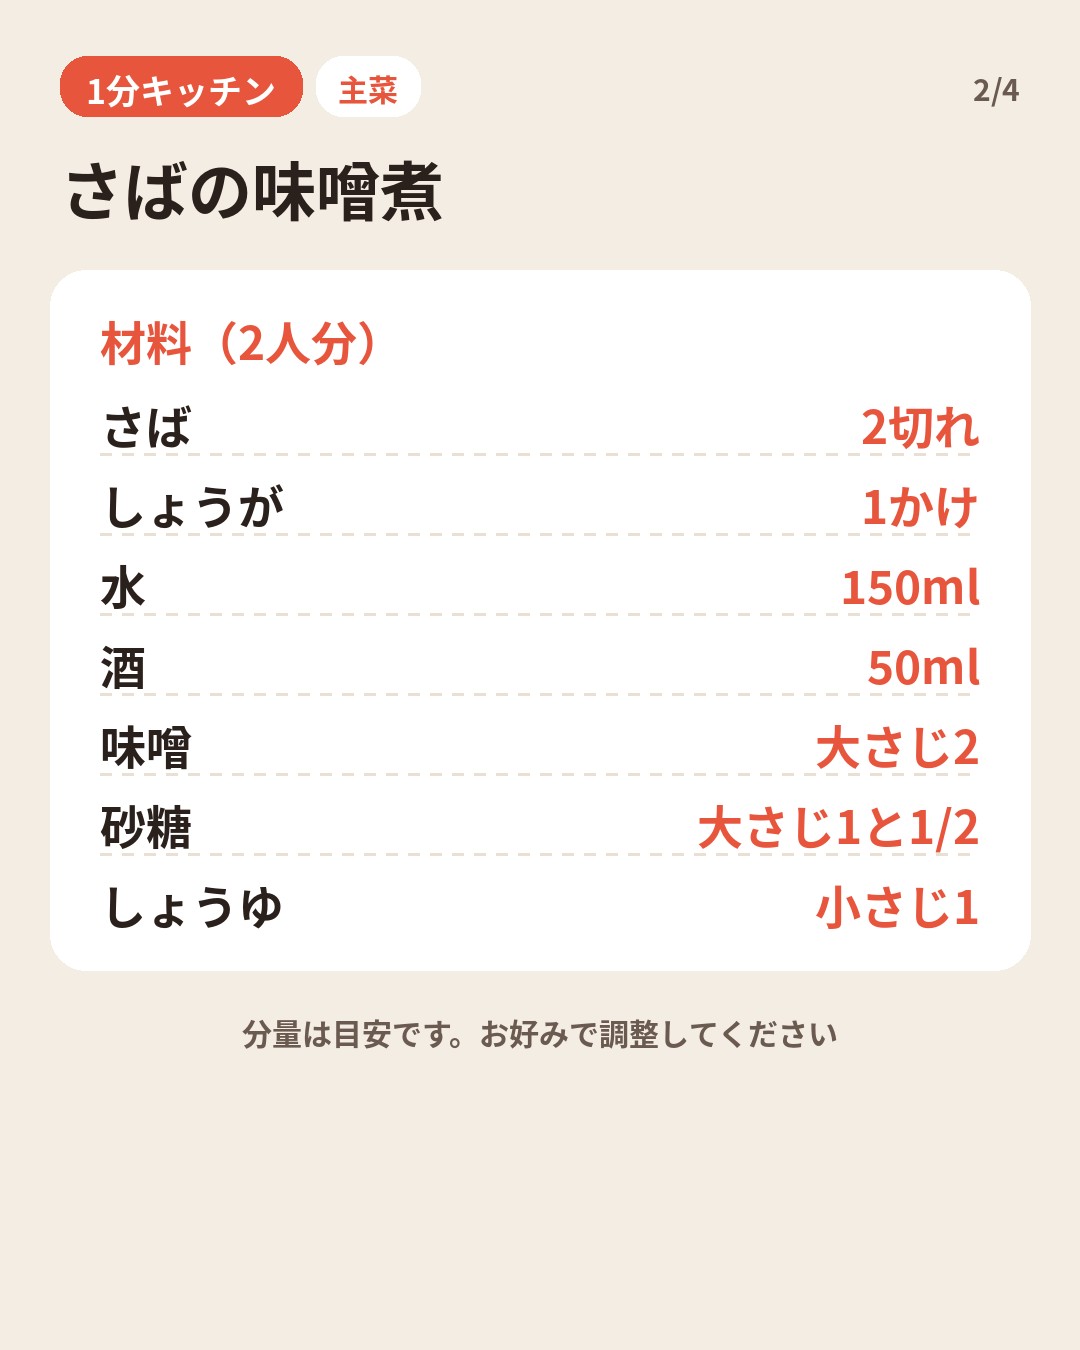 1分キッチン 主菜 2/4
さばの味噌煮
材料（2人分）
さば 2切れ
しょうが 1かけ
水 150ml
酒 50ml
味噌 大さじ2
砂糖 大さじ1と1/2
しょうゆ 小さじ1
分量は目安です。お好みで調整してください